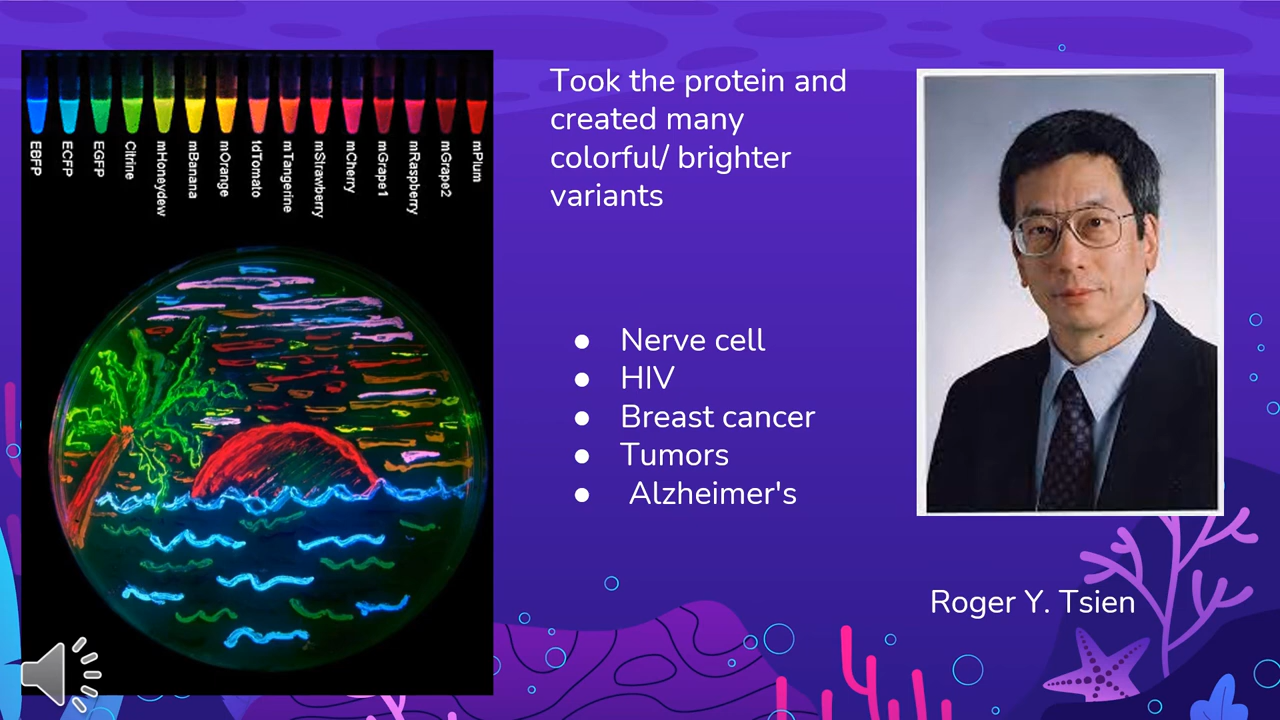 EBFP
ECFP
EGFP
Citrine
mHoneydew
mBanana
mOrange
tdTomato
mTangerine
mStrawberry
mCherry
mGrape1
mRaspberry
mGrape2
mPlum
Took the protein and
created many
colorful/ brighter
variants
● Nerve cell
● HIV
● Breast cancer
● Tumors
● Alzheimer's
Roger Y. Tsien